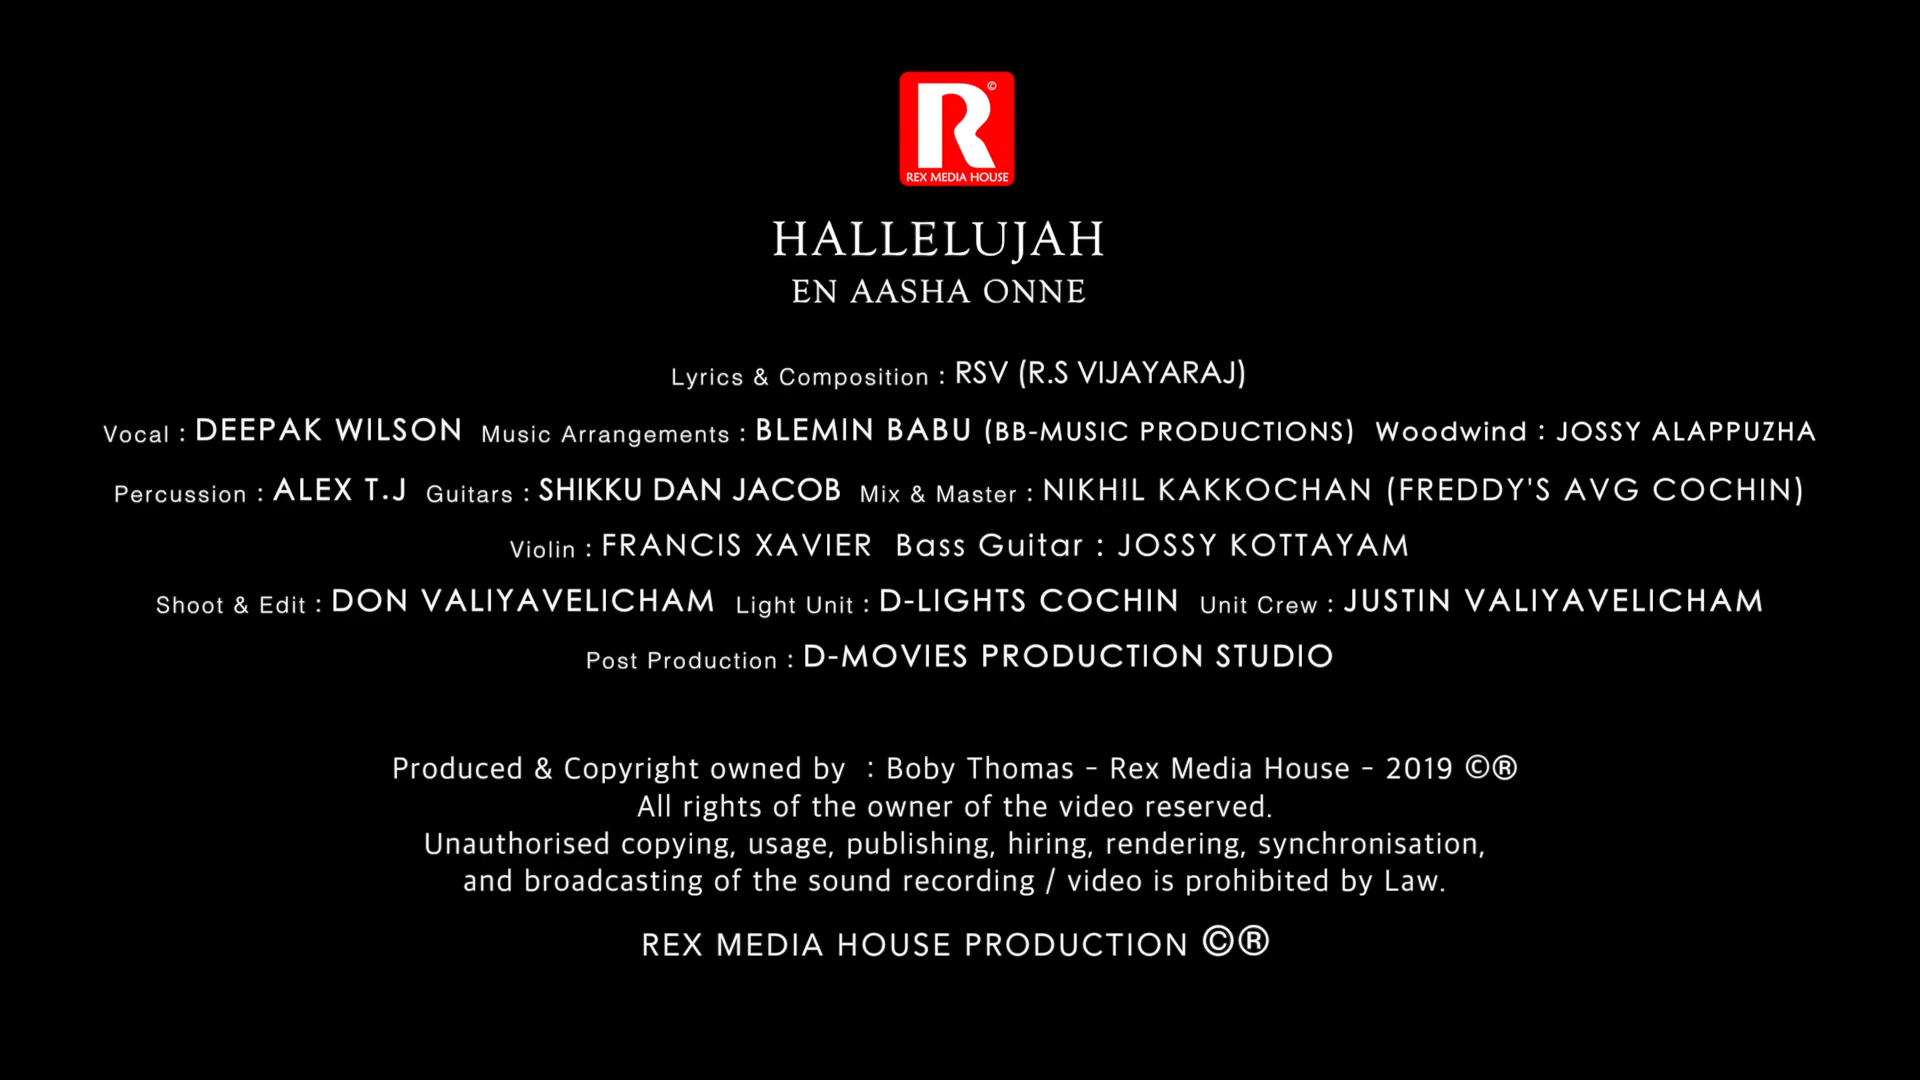 R ©
REX MEDIA HOUSE
HALLELUJAH
EN AASHA ONNE
Lyrics & Composition : RSV (R.S VIJAYARAJ)
Vocal : DEEPAK WILSON Music Arrangements : BLEMIN BABU (BB-MUSIC PRODUCTIONS) Woodwind : JOSSY ALAPPUZHA
Percussion : ALEX T.J Guitars : SHIKKU DAN JACOB Mix & Master : NIKHIL KAKKOCHAN (FREDDY'S AVG COCHIN)
Violin : FRANCIS XAVIER Bass Guitar : JOSSY KOTTAYAM
Shoot & Edit : DON VALIYAVELICHAM Light Unit : D-LIGHTS COCHIN Unit Crew : JUSTIN VALIYAVELICHAM
Post Production : D-MOVIES PRODUCTION STUDIO
Produced & Copyright owned by : Boby Thomas - Rex Media House - 2019 ©®
All rights of the owner of the video reserved.
Unauthorised copying, usage, publishing, hiring, rendering, synchronisation,
and broadcasting of the sound recording / video is prohibited by Law.
REX MEDIA HOUSE PRODUCTION ©®